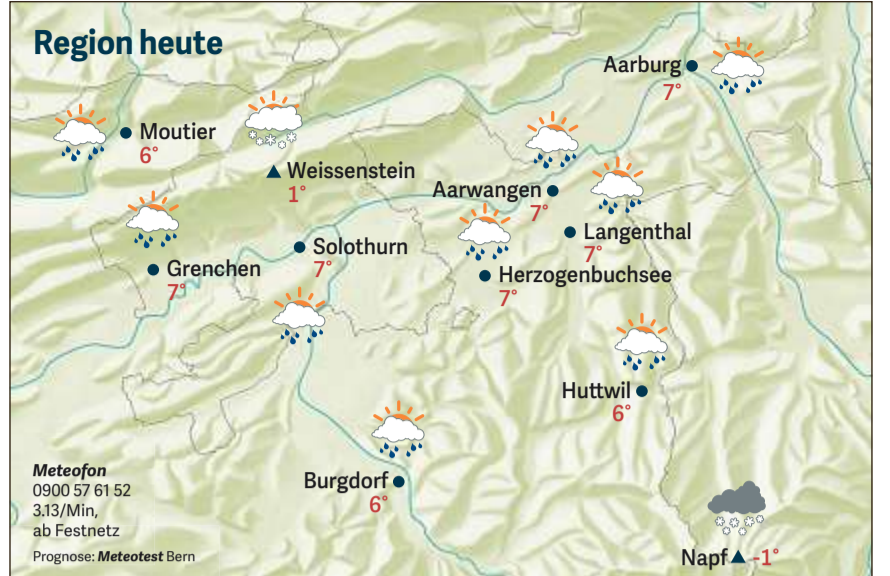 Region heute
Aarburg
7°
Moutier
6°
Weissenstein
1°
Aarwangen
7°
Langenthal
7°
Solothurn
7°
Grenchen
7°
Herzogenbuchsee
7°
Huttwil
6°
Burgdorf
6°
Napf -1°
Meteofon
0900 57 61 52
3.13/Min,
ab Festnetz
Prognose: Meteotest Bern